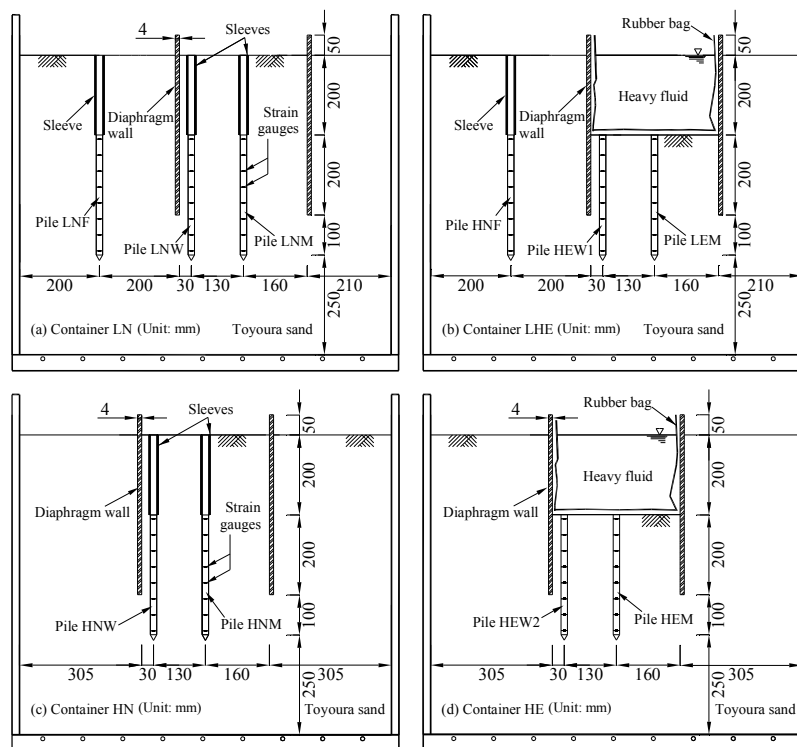 4
Sleeves
50
Sleeve
Diaphragm
wall
Strain
gauges
200
200
Pile LNF
Pile LNW
Pile LNM
100
200
200
30
130
160
210
250
(a) Container LN (Unit: mm)
Toyoura sand
Rubber bag
50
Heavy fluid
Sleeve
Diaphragm
wall
200
200
Pile HNF
Pile HEW1
Pile LEM
100
200
200
30
130
160
210
250
(b) Container LHE (Unit: mm)
Toyoura sand
4
Sleeves
50
Diaphragm wall
Strain
gauges
200
200
Pile HNW
Pile HNM
100
305
30
130
160
305
250
(c) Container HN (Unit: mm)
Toyoura sand
4
Rubber bag
50
Heavy fluid
Diaphragm wall
200
200
Pile HEW2
Pile HEM
100
305
30
130
160
305
250
(d) Container HE (Unit: mm)
Toyoura sand